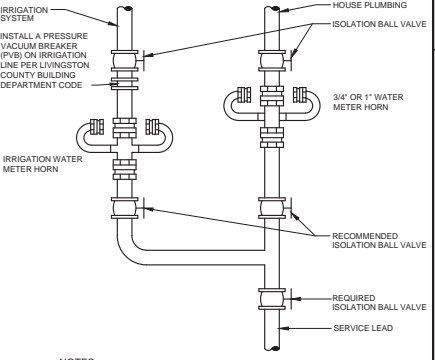 IRRIGATION
SYSTEM
INSTALL A PRESSURE
VACUUM BREAKER
(PVB) ON IRRIGATION
LINE PER LIVINGSTON
COUNTY BUILDING
DEPARTMENT CODE
IRRIGATION WATER
METER HORN
HOUSE PLUMBING
ISOLATION BALL VALVE
3/4" OR 1" WATER
METER HORN
RECOMMENDED
ISOLATION BALL VALVE
REQUIRED
ISOLATION BALL VALVE
SERVICE LEAD
NOTES